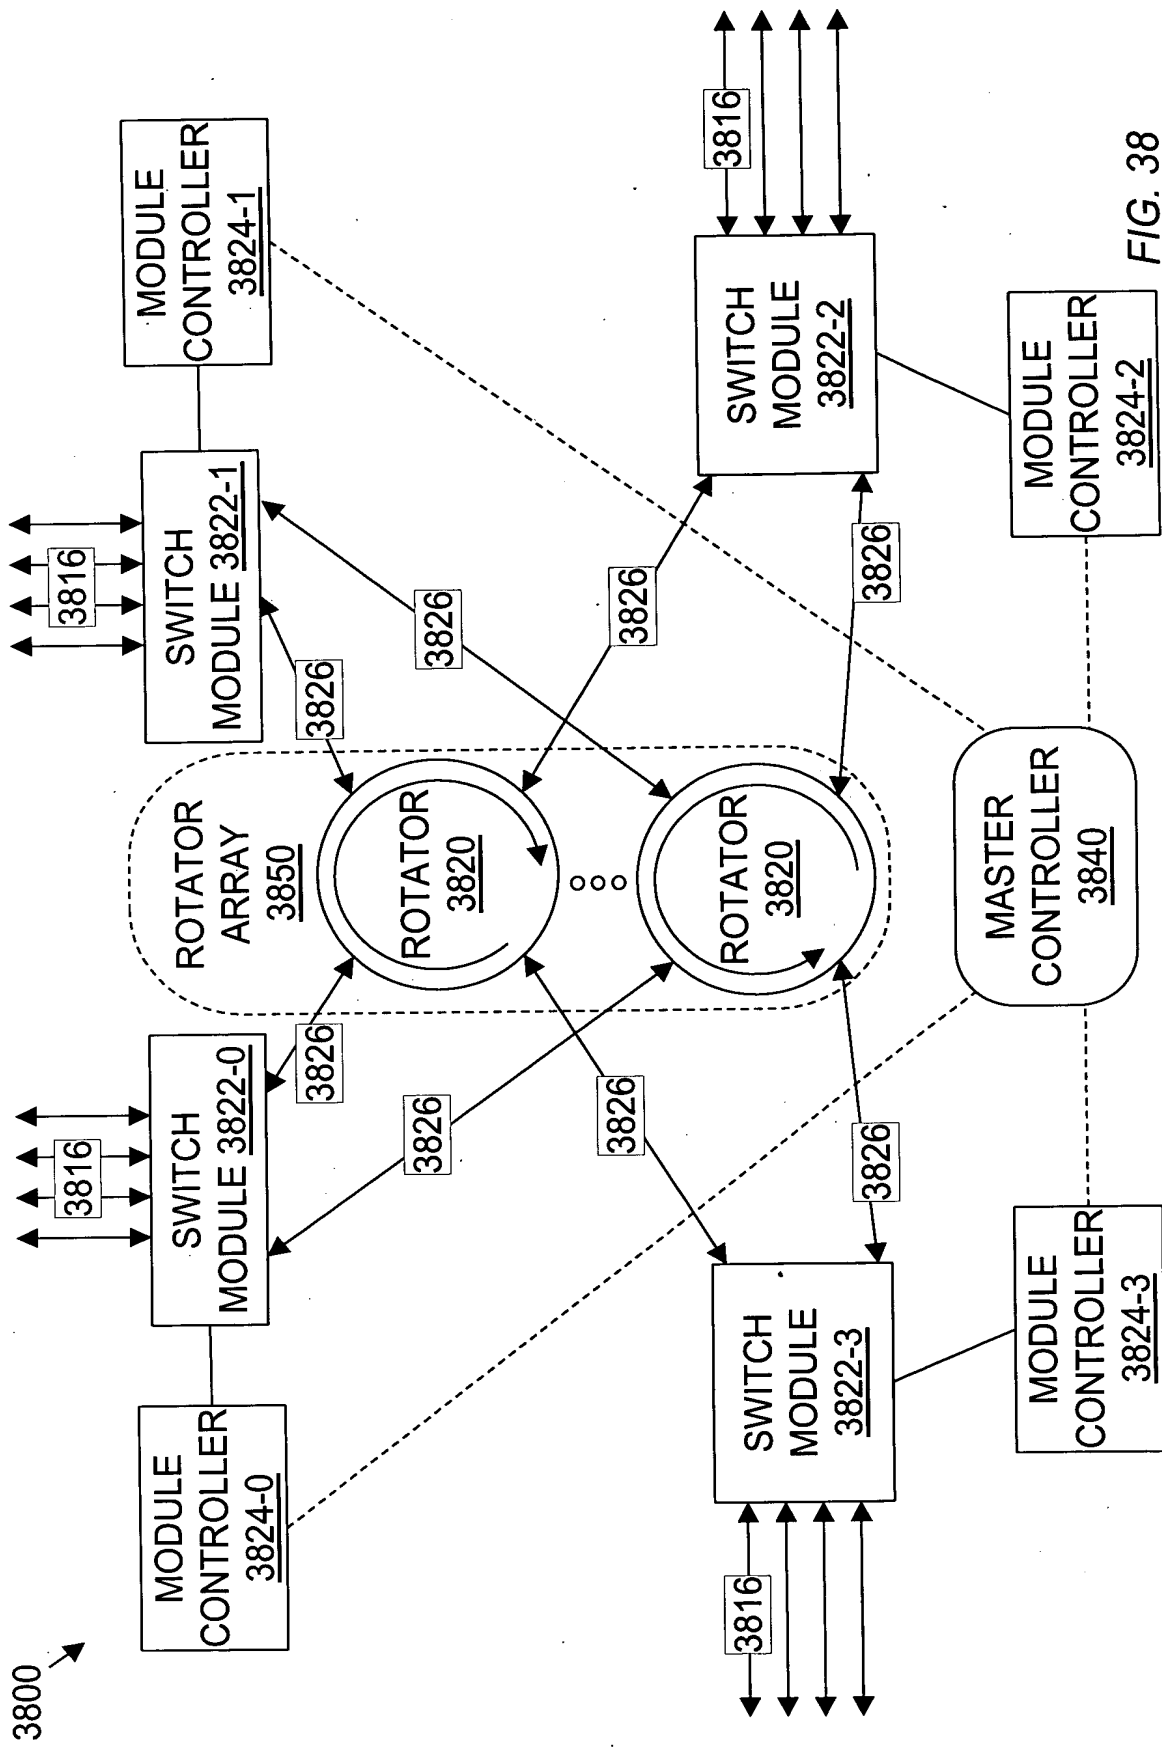 3800
MODULE
CONTROLLER
3824-0
3816
SWITCH
MODULE 3822-0
ROTATOR
ARRAY
3850
3816
SWITCH
MODULE 3822-1
MODULE
CONTROLLER
3824-1
3826
3826
3826
3826
ROTATOR
3820
3826
3826
ROTATOR
3820
3816
SWITCH
MODULE
3822-3
3826
3826
SWITCH
MODULE
3822-2
3816
MODULE
CONTROLLER
3824-3
MASTER
CONTROLLER
3840
MODULE
CONTROLLER
3824-2
FIG. 38